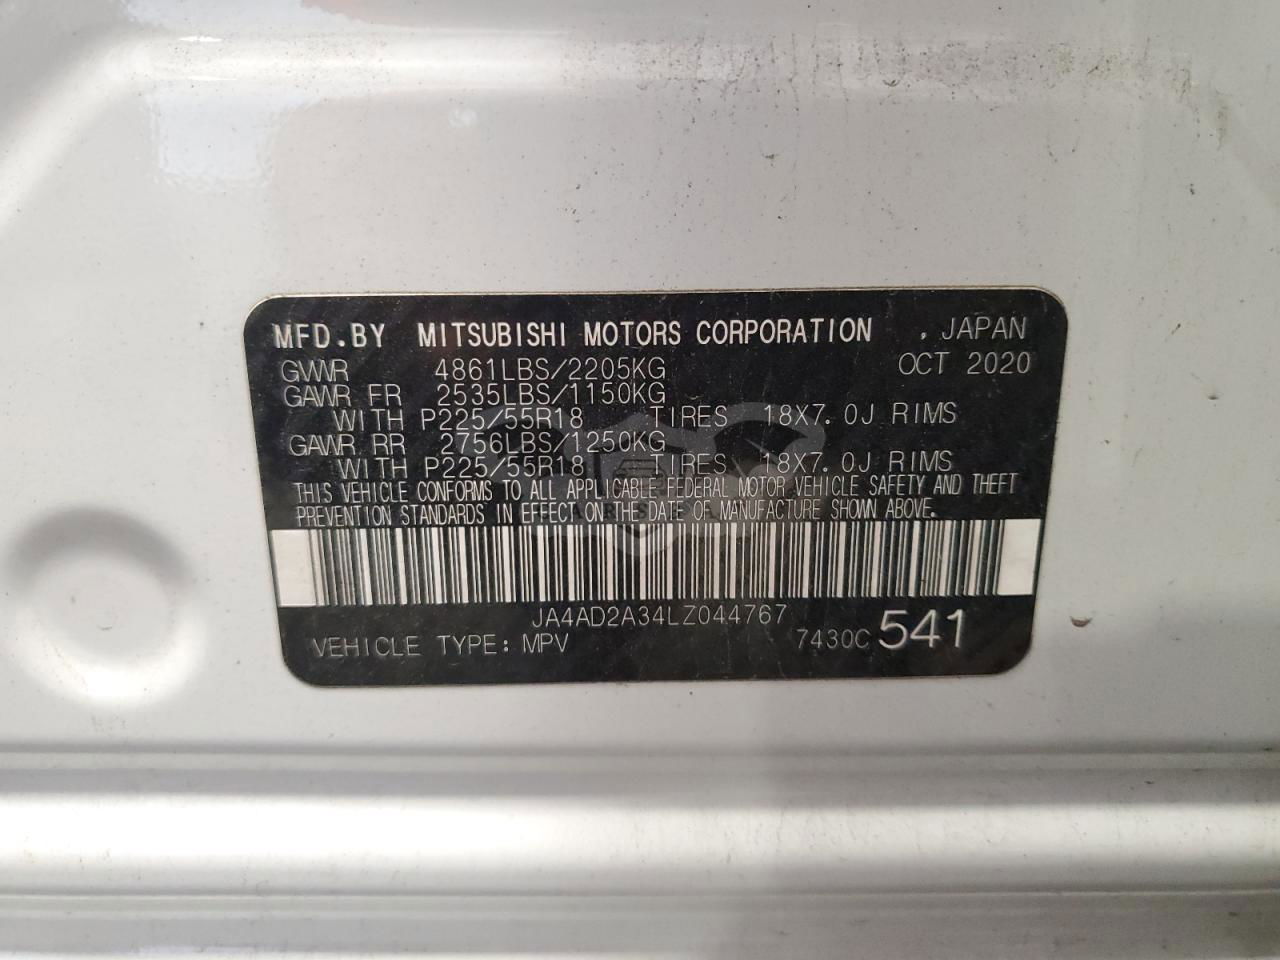 MFD.BY MITSUBISHI MOTORS CORPORATION , JAPAN
GVWR 4861LBS/2205KG OCT 2020
GAWR FR 2535LBS/1150KG
WITH P225/55R18 TIRES 18X7.0J RIMS
GAWR RR 2756LBS/1250KG
WITH P225/55R18 TIRES 18X7.0J RIMS
THIS VEHICLE CONFORMS TO ALL APPLICABLE FEDERAL MOTOR VEHICLE SAFETY AND THEFT
PREVENTION STANDARDS IN EFFECT ON THE DATE OF MANUFACTURE SHOWN ABOVE.
JA4AD2A34LZ044767
VEHICLE TYPE: MPV 7430C 541